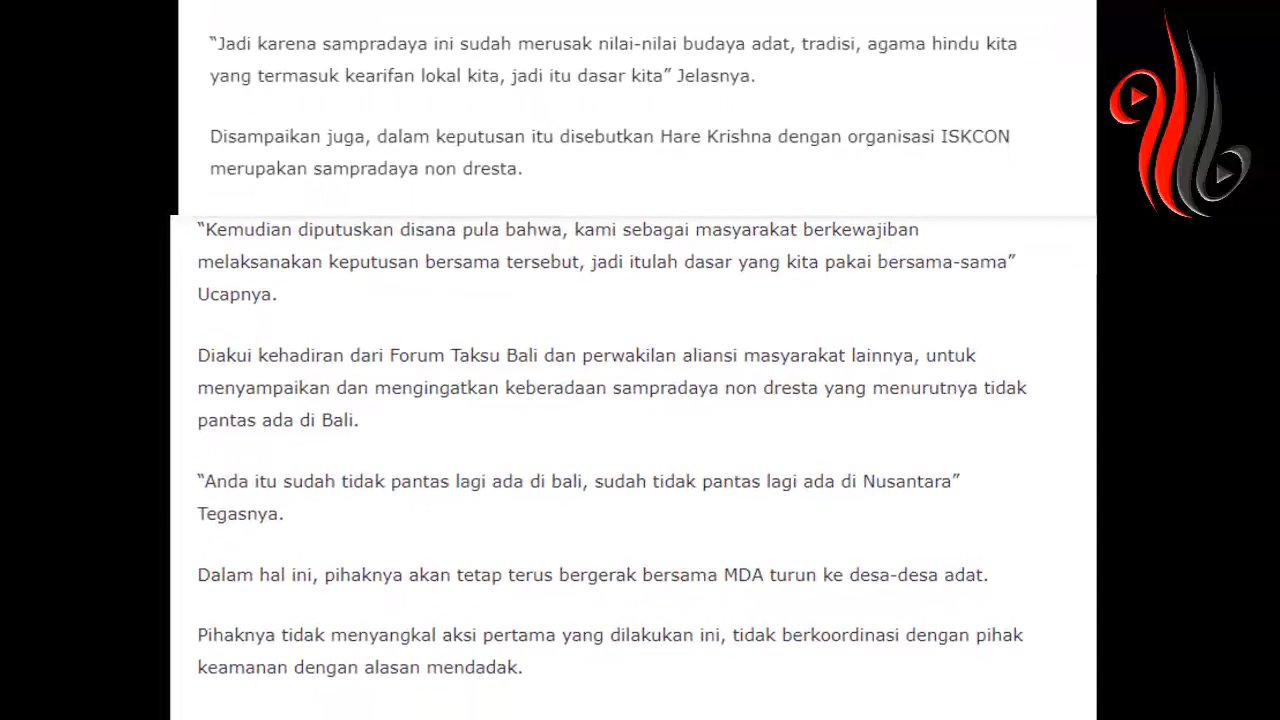 “Jadi karena sampradaya ini sudah merusak nilai-nilai budaya adat, tradisi, agama hindu kita
yang termasuk kearifan lokal kita, jadi itu dasar kita” Jelasnya.
Disampaikan juga, dalam keputusan itu disebutkan Hare Krishna dengan organisasi ISKCON
merupakan sampradaya non dresta.
“Kemudian diputuskan disana pula bahwa, kami sebagai masyarakat berkewajiban
melaksanakan keputusan bersama tersebut, jadi itulah dasar yang kita pakai bersama-sama”
Ucapnya.
Diakui kehadiran dari Forum Taksu Bali dan perwakilan aliansi masyarakat lainnya, untuk
menyampaikan dan mengingatkan keberadaan sampradaya non dresta yang menurutnya tidak
pantas ada di Bali.
“Anda itu sudah tidak pantas lagi ada di bali, sudah tidak pantas lagi ada di Nusantara”
Tegasnya.
Dalam hal ini, pihaknya akan tetap terus bergerak bersama MDA turun ke desa-desa adat.
Pihaknya tidak menyangkal aksi pertama yang dilakukan ini, tidak berkoordinasi dengan pihak
keamanan dengan alasan mendadak.